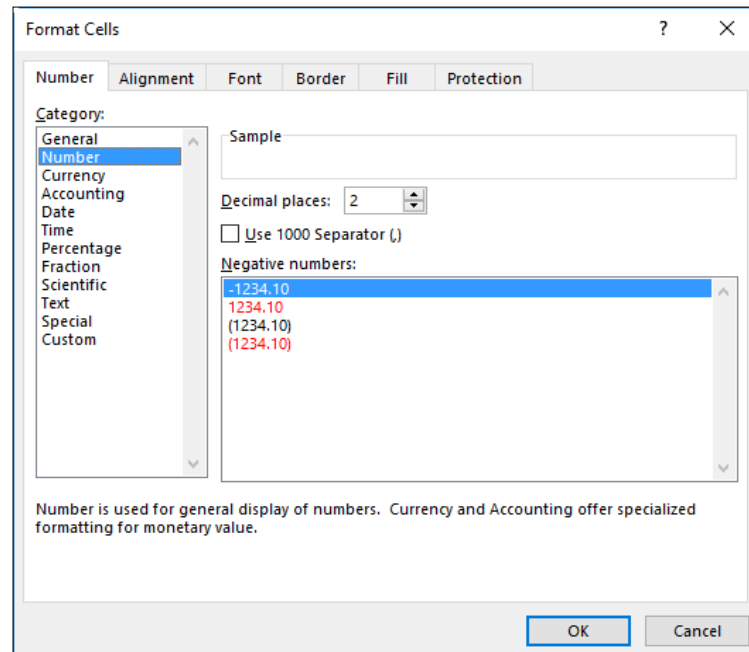 Format Cells
?
Number Alignment Font Border Fill Protection
Category:
General
Number
Currency
Accounting
Date
Time
Percentage
Fraction
Scientific
Text
Special
Custom
Sample
Decimal places: 2
Use 1000 Separator (,)
Negative numbers:
-1234.10
1234.10
(1234.10)
(1234.10)
Number is used for general display of numbers.  Currency and Accounting offer specialized
formatting for monetary value.
OK Cancel